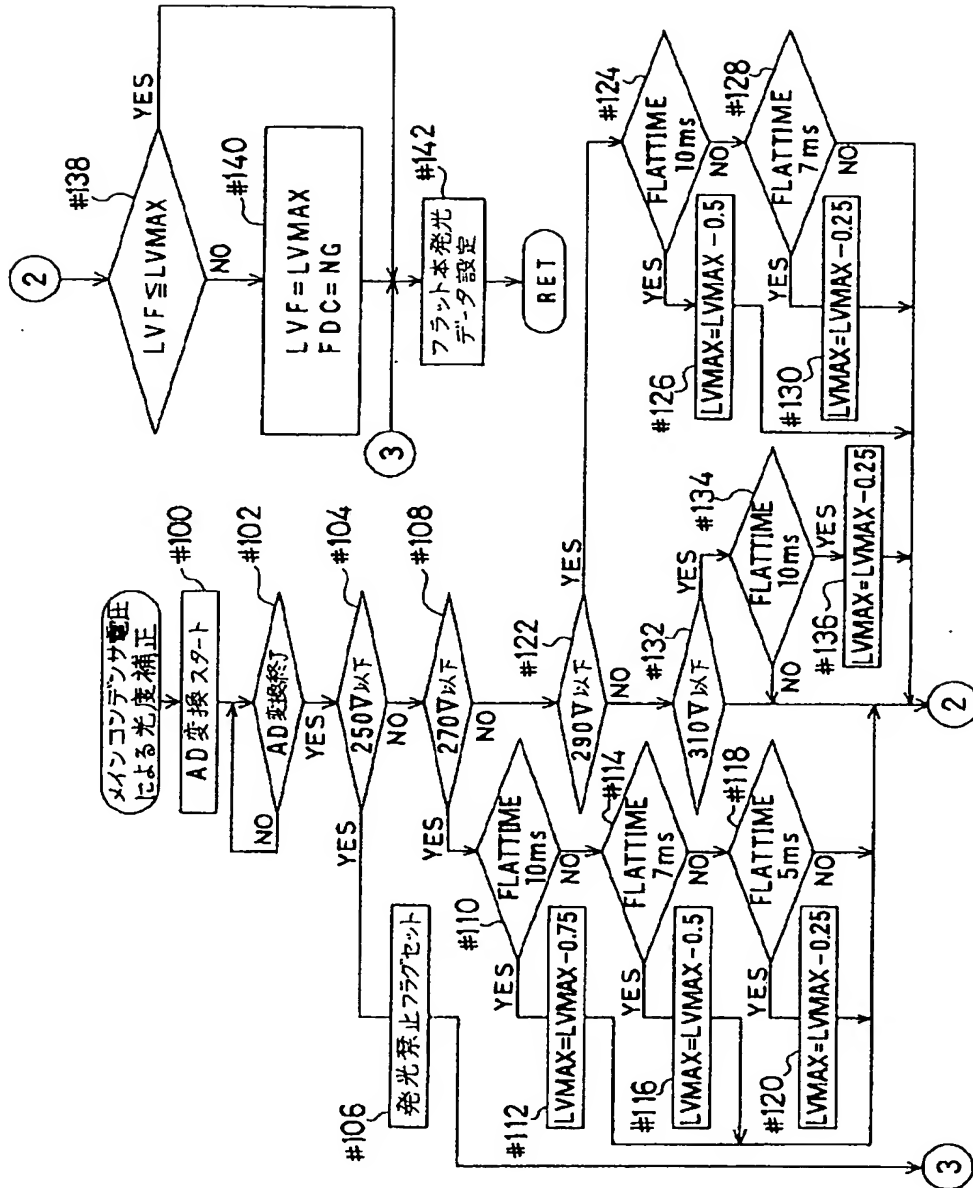 メインコンデンサ電圧
による光度補正
#100
AD変換スタート
#102
AD変換終了
NO
YES
#104
250V以下
YES
NO
#106
発光禁止フラグセット
#108
270V以下
YES
NO
#110
FLATTIME
10ms
YES
NO
#112
LVMAX=LVMAX-0.75
#114
FLATTIME
7ms
YES
NO
#116
LVMAX=LVMAX-0.5
#118
FLATTIME
5ms
YES
NO
#120
LVMAX=LVMAX-0.25
3
#122
290V以下
YES
NO
#124
FLATTIME
10ms
YES
NO
#126
LVMAX=LVMAX-0.5
#128
FLATTIME
7ms
YES
NO
#130
LVMAX=LVMAX-0.25
#132
310V以下
YES
#134
FLATTIME
10ms
NO
YES
#136
LVMAX=LVMAX-0.25
2
2
#138
LVF≦LVMAX
YES
NO
#140
LVF=LVMAX
FDC=NG
3
#142
フラット本発光
データ設定
RET